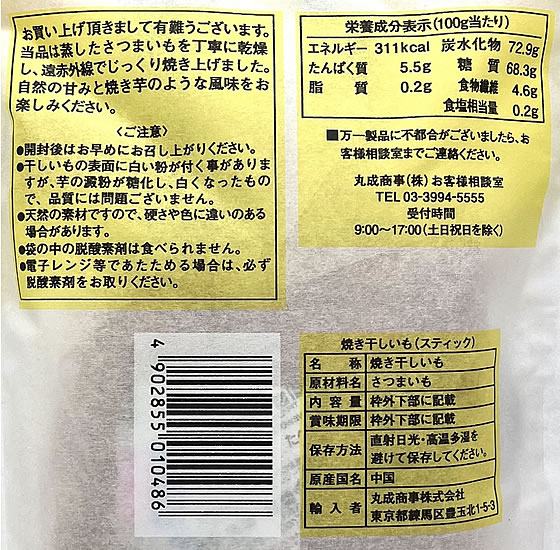 お買い上げ頂きまして有難うございます。
当品は蒸したさつまいもを丁寧に乾燥
し、遠赤外線でじっくり焼き上げました。
自然の甘みと焼き芋のような風味をお
楽しみください。
〈ご注意〉
●開封後はお早めにお召し上がりください。
●干しいもの表面に白い粉が付く事がありま
すが、芋の澱粉が糖化し、白くなったもの
で、品質には問題ございません。
●天然の素材ですので、硬さや色に違いのある
場合があります。
●袋の中の脱酸素剤は食べられません。
●電子レンジ等であたためる場合は、必ず
脱酸素剤をお取りください。
栄養成分表示(100g当たり)
エネルギー 311kcal 炭水化物 72.9g
たんぱく質 5.5g 糖質 68.3g
脂質 0.2g 食物繊維 4.6g
食塩相当量 0.2g
■万一製品に不都合がございましたら、お
客様相談室までご連絡ください。
丸成商事(株)お客様相談室
TEL 03-3994-5555
受付時間
9:00~17:00(土日祝日を除く)
4 902855 010486
焼き干しいも(スティック)
名称 焼き干しいも
原材料名 さつまいも
内容量 枠外下部に記載
賞味期限 枠外下部に記載
保存方法 直射日光・高温多湿を
避けて保存してください。
原産国名 中国
輸入者 丸成商事株式会社
東京都練馬区豊玉北1-5-3